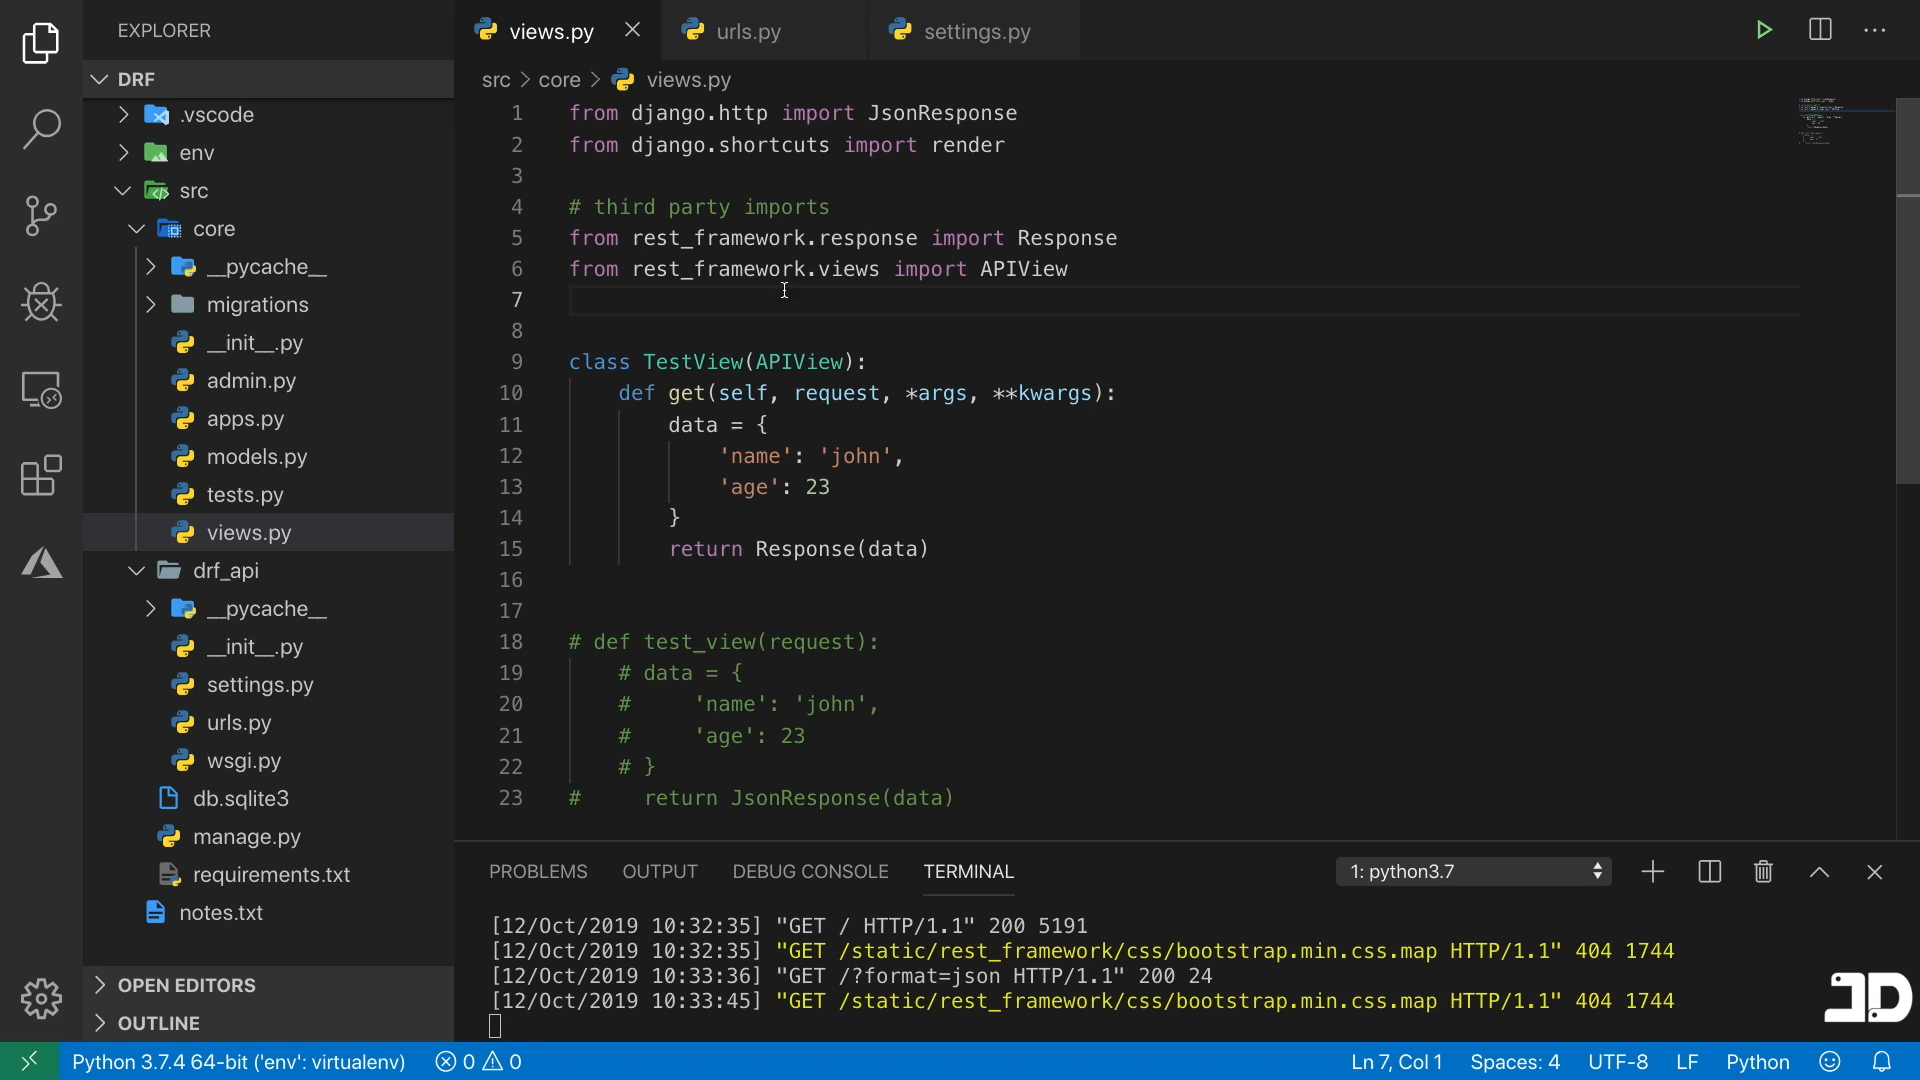 EXPLORER
DRF
.vscode
env
src
core
__pycache__
migrations
__init__.py
admin.py
apps.py
models.py
tests.py
views.py
drf_api
__pycache__
__init__.py
settings.py
urls.py
wsgi.py
db.sqlite3
manage.py
requirements.txt
notes.txt
OPEN EDITORS
OUTLINE
views.py urls.py settings.py
src > core > views.py
1 from django.http import JsonResponse
2 from django.shortcuts import render
3
4 # third party imports
5 from rest_framework.response import Response
6 from rest_framework.views import APIView
7
8
9 class TestView(APIView):
10     def get(self, request, *args, **kwargs):
11         data = {
12             'name': 'john',
13             'age': 23
14         }
15         return Response(data)
16
17
18 # def test_view(request):
19     # data = {
20     #     'name': 'john',
21     #     'age': 23
22     # }
23 #     return JsonResponse(data)
PROBLEMS OUTPUT DEBUG CONSOLE TERMINAL 1: python3.7
[12/Oct/2019 10:32:35] "GET / HTTP/1.1" 200 5191
[12/Oct/2019 10:32:35] "GET /static/rest_framework/css/bootstrap.min.css.map HTTP/1.1" 404 1744
[12/Oct/2019 10:33:36] "GET /?format=json HTTP/1.1" 200 24
[12/Oct/2019 10:33:45] "GET /static/rest_framework/css/bootstrap.min.css.map HTTP/1.1" 404 1744
JD
Python 3.7.4 64-bit ('env': virtualenv) 0 0 Ln 7, Col 1 Spaces: 4 UTF-8 LF Python